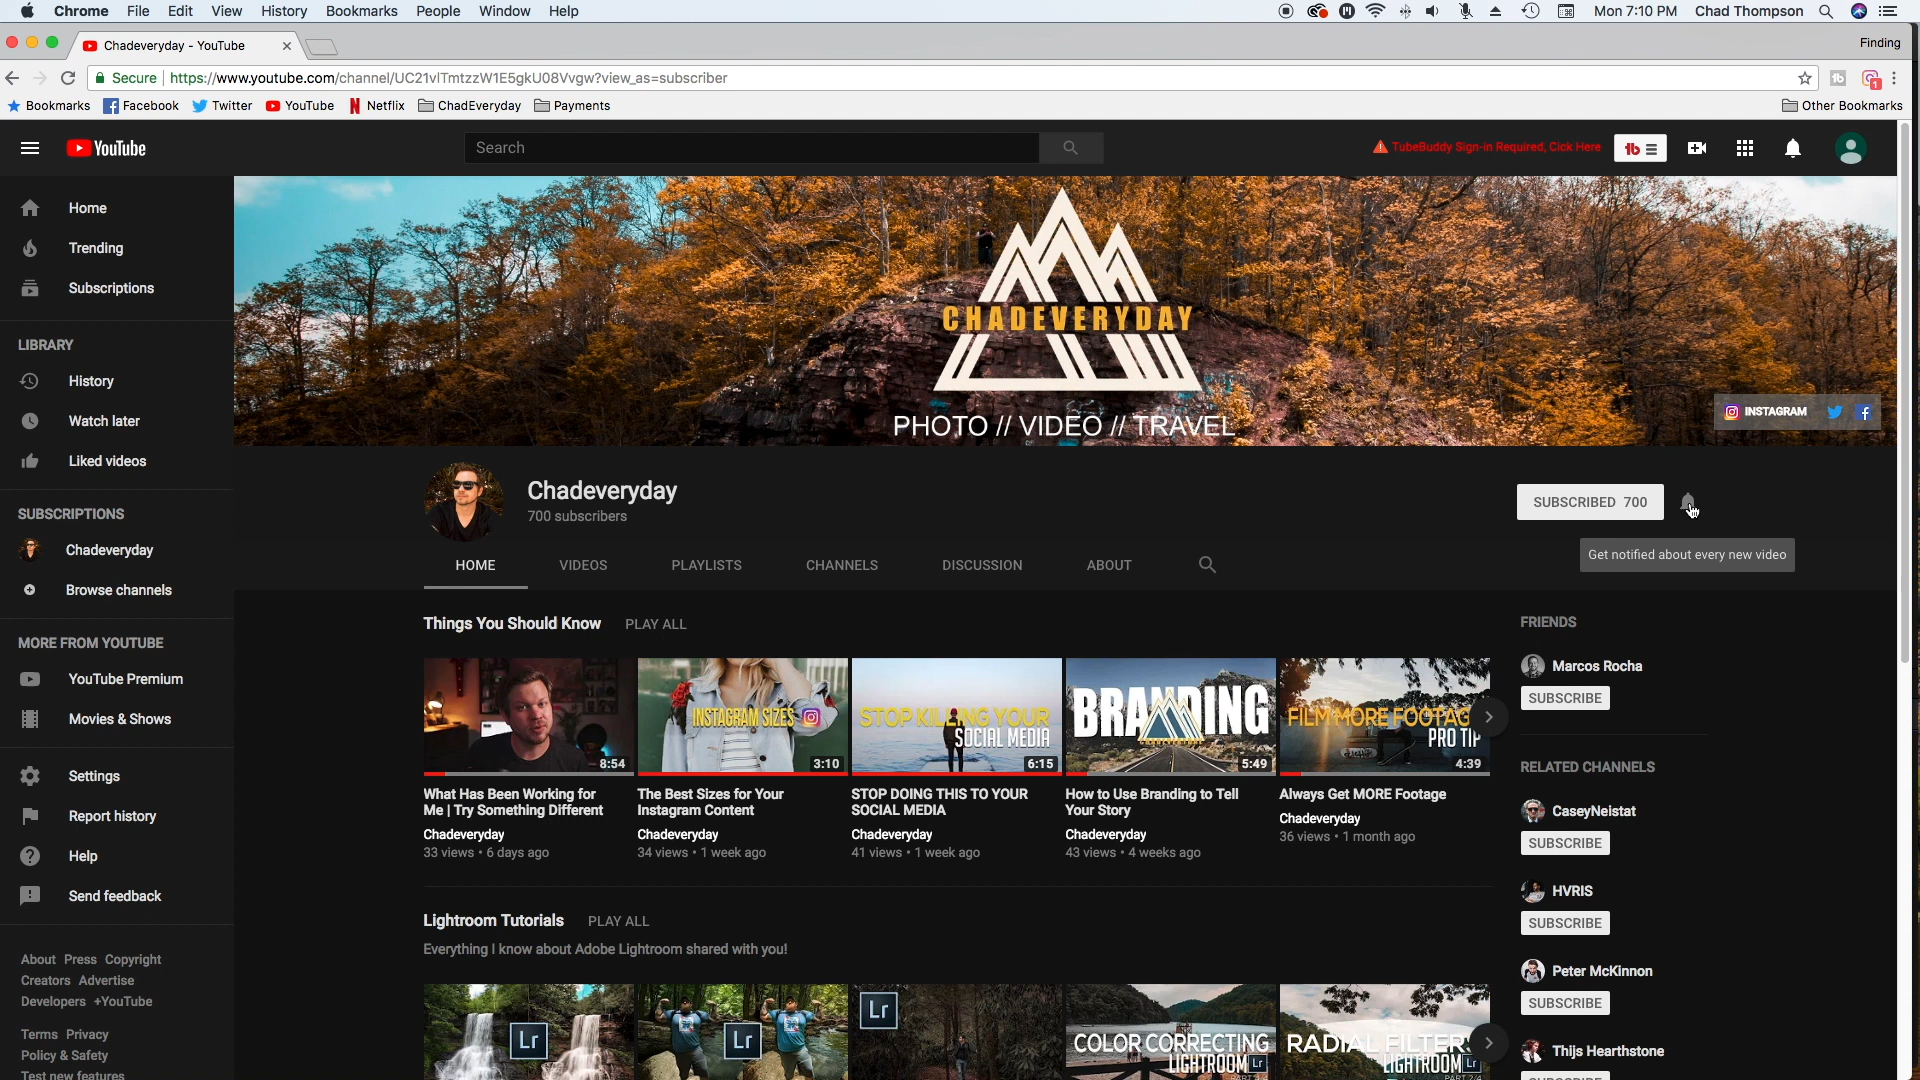 Chrome File Edit View History Bookmarks People Window Help
Mon 7:10 PM Chad Thompson
Chadeveryday - YouTube
Finding
Secure https://www.youtube.com/channel/UC21vlTmtzzW1E5gkU08Vvgw?view_as=subscriber
Bookmarks Facebook Twitter YouTube Netflix ChadEveryday Payments Other Bookmarks
YouTube
Search
TubeBuddy Sign-in Required, Click Here
tb
Home
Trending
Subscriptions
LIBRARY
History
Watch later
Liked videos
SUBSCRIPTIONS
Chadeveryday
Browse channels
MORE FROM YOUTUBE
YouTube Premium
Movies & Shows
Settings
Report history
Help
Send feedback
About Press Copyright
Creators Advertise
Developers +YouTube
Terms Privacy
Policy & Safety
Test new features
CHADEVERYDAY
PHOTO // VIDEO // TRAVEL
INSTAGRAM
Chadeveryday
700 subscribers
SUBSCRIBED 700
Get notified about every new video
HOME VIDEOS PLAYLISTS CHANNELS DISCUSSION ABOUT
Things You Should Know PLAY ALL
8:54
INSTAGRAM SIZES
3:10
STOP KILLING YOUR
SOCIAL MEDIA
6:15
BRANDING
5:49
FILM MORE FOOTAG
PRO TIP
4:39
What Has Been Working for
Me | Try Something Different
Chadeveryday
33 views • 6 days ago
The Best Sizes for Your
Instagram Content
Chadeveryday
34 views • 1 week ago
STOP DOING THIS TO YOUR
SOCIAL MEDIA
Chadeveryday
41 views • 1 week ago
How to Use Branding to Tell
Your Story
Chadeveryday
43 views • 4 weeks ago
Always Get MORE Footage
Chadeveryday
36 views • 1 month ago
Lightroom Tutorials PLAY ALL
Everything I know about Adobe Lightroom shared with you!
Lr
Lr
Lr
COLOR CORRECTING
LIGHTROOM Lr
RADIAL FILTERS
LIGHTROOM Lr
FRIENDS
Marcos Rocha
SUBSCRIBE
RELATED CHANNELS
CaseyNeistat
SUBSCRIBE
HVRIS
SUBSCRIBE
Peter McKinnon
SUBSCRIBE
Thijs Hearthstone
SUBSCRIBE